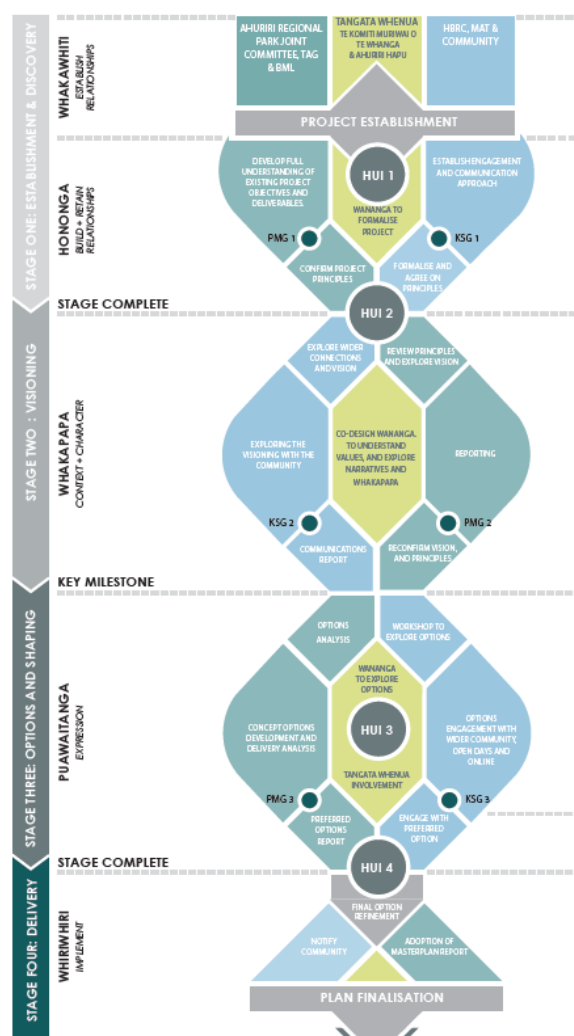 STAGE ONE: ESTABLISHMENT & DISCOVERY
WHAKAWHITI
ESTABLISH
RELATIONSHIPS
AHURIRI REGIONAL
PARK JOINT
COMMITTEE, TAG
& BML
TANGATA WHENUA
TE KOMITI MURIWAI O
TE WHANGA
& AHURIRI HAPU
HBRC, MAT &
COMMUNITY
PROJECT ESTABLISHMENT
HONONGA
BUILD + RETAIN
RELATIONSHIPS
DEVELOP FULL
UNDERSTANDING OF
EXISTING PROJECT
OBJECTIVES AND
DELIVERABLES.
HUI 1
WANANGA TO
FORMALISE
PROJECT
ESTABLISH ENGAGEMENT
AND COMMUNICATION
APPROACH
PMG 1
KSG 1
CONFIRM PROJECT
PRINCIPLES
FORMALISE AND
AGREE ON
PRINCIPLES
STAGE COMPLETE
HUI 2
STAGE TWO : VISIONING
WHAKAPAPA
CONTEXT + CHARACTER
EXPLORE WIDER
CONNECTIONS
AND VISION
REVIEW PRINCIPLES
AND EXPLORE VISION
EXPLORING THE
VISIONING WITH THE
COMMUNITY
CO-DESIGN WANANGA.
TO UNDERSTAND
VALUES, AND EXPLORE
NARRATIVES AND
WHAKAPAPA
REPORTING
KSG 2
PMG 2
COMMUNICATIONS
REPORT
RECONFIRM VISION,
AND PRINCIPLES
KEY MILESTONE
STAGE THREE: OPTIONS AND SHAPING
PUAWAITANGA
EXPRESSION
OPTIONS
ANALYSIS
WORKSHOP TO
EXPLORE OPTIONS
WANANGA
TO EXPLORE
OPTIONS
CONCEPT OPTIONS
DEVELOPMENT AND
DELIVERY ANALYSIS
HUI 3
OPTIONS
ENGAGEMENT WITH
WIDER COMMUNITY,
OPEN DAYS AND
ONLINE
TANGATA WHENUA
INVOLVEMENT
PMG 3
KSG 3
PREFERRED
OPTIONS
REPORT
ENGAGE WITH
PREFERRED
OPTION
STAGE COMPLETE
HUI 4
STAGE FOUR: DELIVERY
WHIRIWHIRI
IMPLEMENT
FINAL OPTION
REFINEMENT
NOTIFY
COMMUNITY
ADOPTION OF
MASTERPLAN REPORT
PLAN FINALISATION